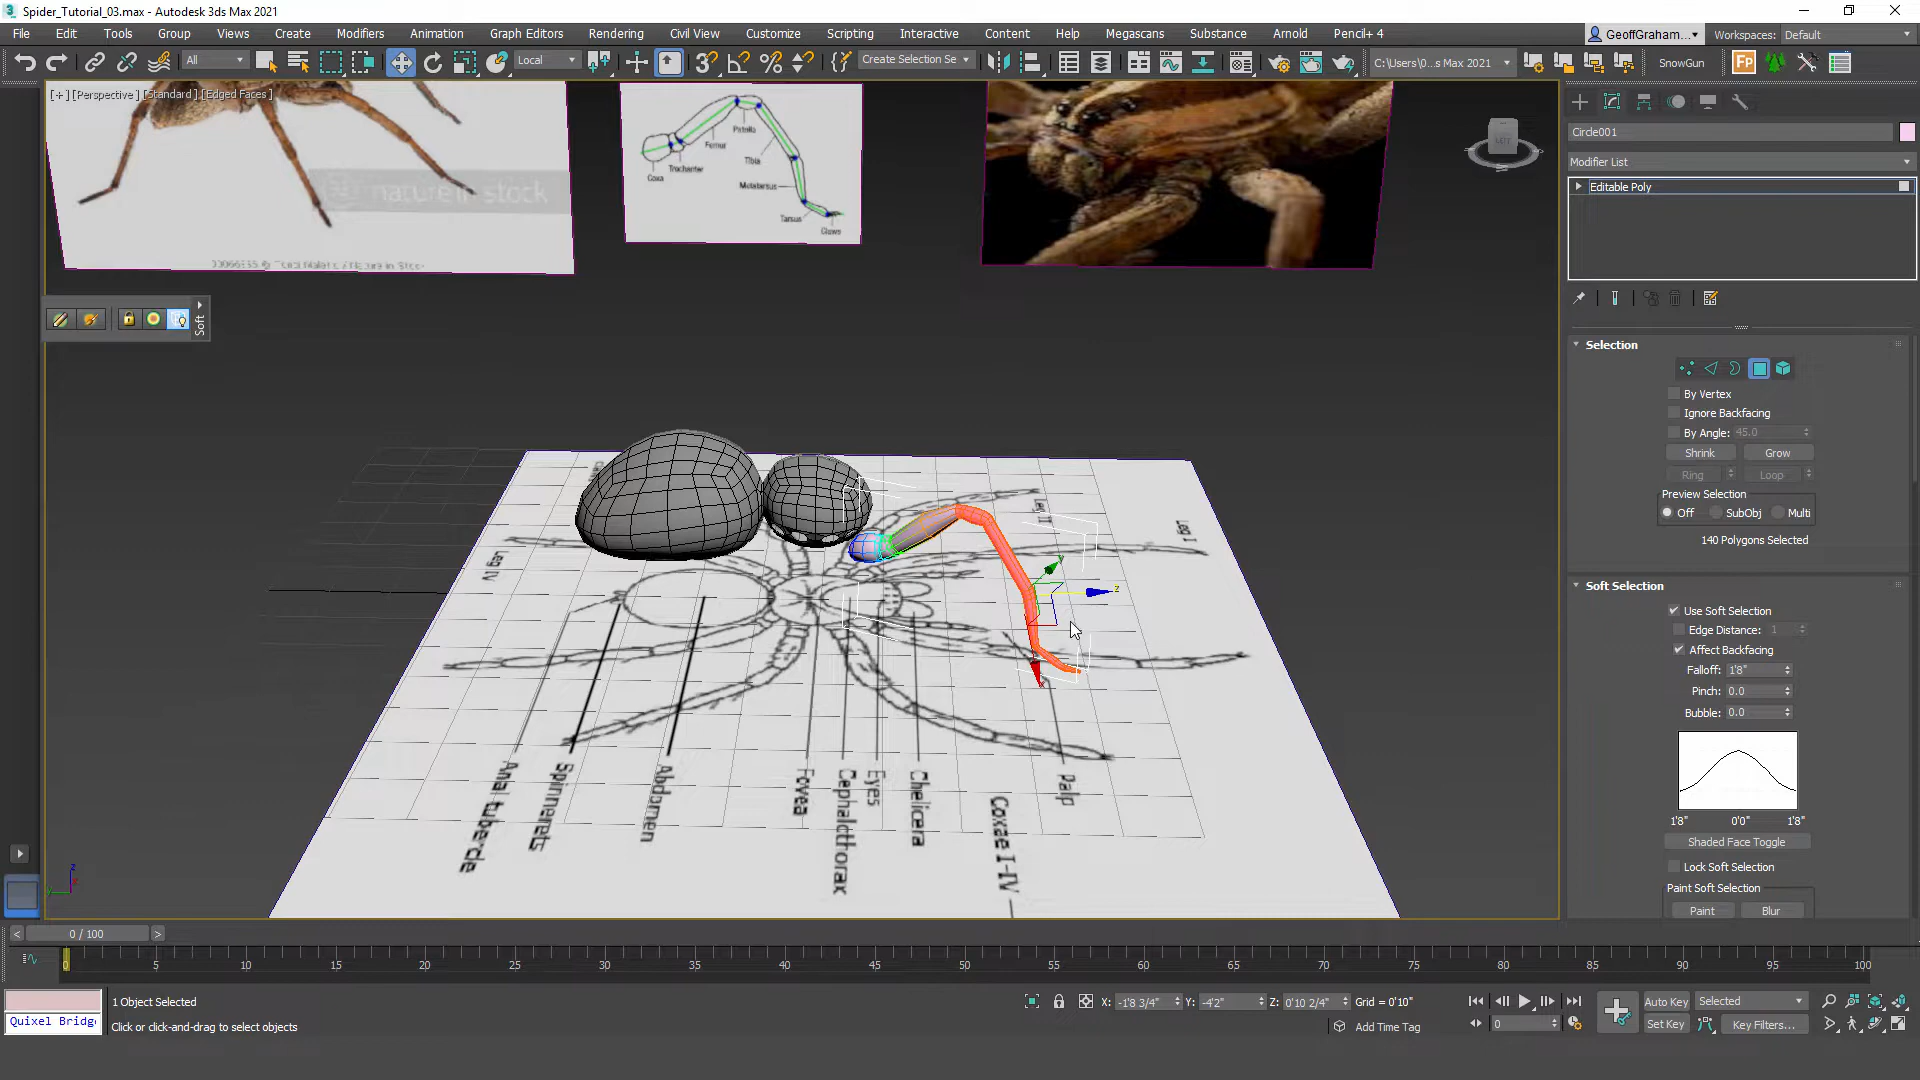 Spider_Tutorial_03.max - Autodesk 3ds Max 2021
File Edit Tools Group Views Create Modifiers Animation Graph Editors Rendering Civil View Customize Scripting Interactive Content Help Megascans Substance Arnold Pencil+ 4
GeoffGraham... Workspaces: Default
All Local Create Selection Se C:\Users\0...s Max 2021 SnowGun
[+] [Perspective] [Standard] [Edged Faces]
nature in stock
Patella
Femur
Trochanter
Coxa
Tibia
Metatarsus
Tarsus
Claws
Soft
Leg II
Leg I
Leg IV
Anal tubercle
Spinnerets
Abdomen
Fovea
Cephalothorax
Eyes
Chelicera
Coxae I-IV
Palp
Circle001
Modifier List
Editable Poly
Selection
By Vertex
Ignore Backfacing
By Angle: 45.0
Shrink Grow
Ring Loop
Preview Selection
Off SubObj Multi
140 Polygons Selected
Soft Selection
Use Soft Selection
Edge Distance: 1
Affect Backfacing
Falloff: 1'8"
Pinch: 0.0
Bubble: 0.0
1'8" 0'0" 1'8"
Shaded Face Toggle
Lock Soft Selection
Paint Soft Selection
Paint Blur
0 / 100
0 5 10 15 20 25 30 35 40 45 50 55 60 65 70 75 80 85 90 95 100
1 Object Selected
X: -1'8 3/4" Y: -4'2" Z: 0'10 2/4" Grid = 0'10"
Auto Key Selected
Quixel Bridg
Click or click-and-drag to select objects
Add Time Tag
0
Set Key Key Filters...